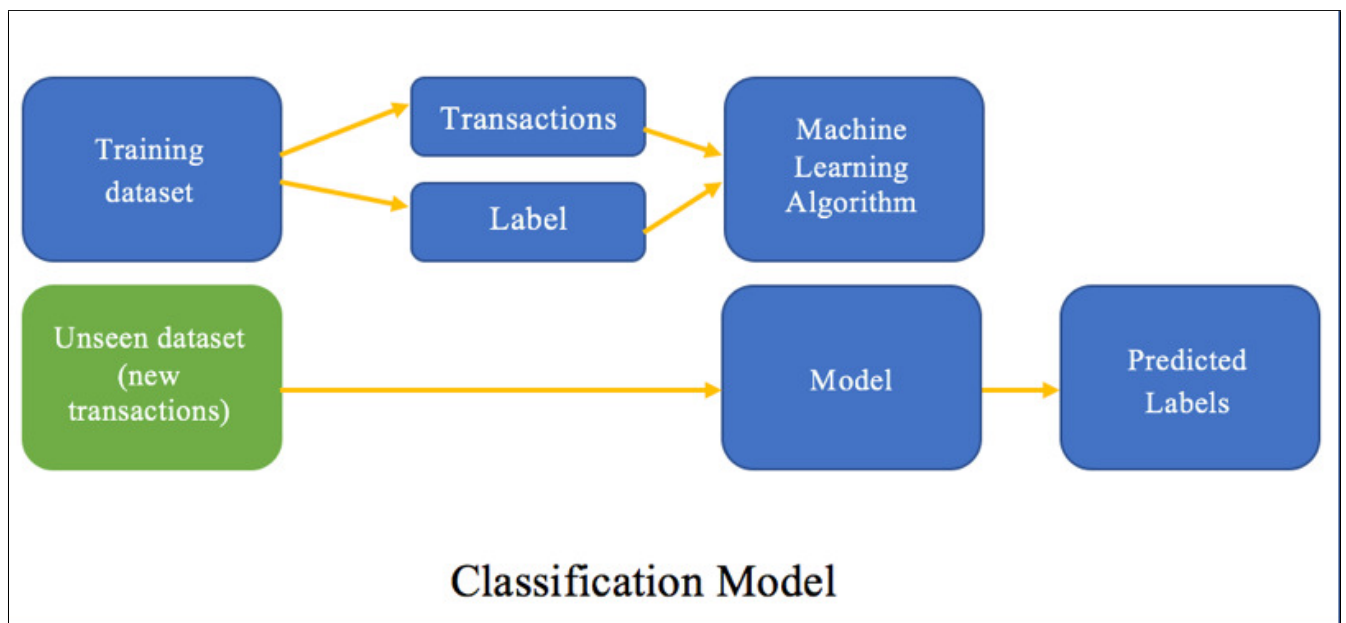 Training
dataset
Transactions
Label
Machine
Learning
Algorithm
Unseen dataset
(new
transactions)
Model
Predicted
Labels
Classification Model